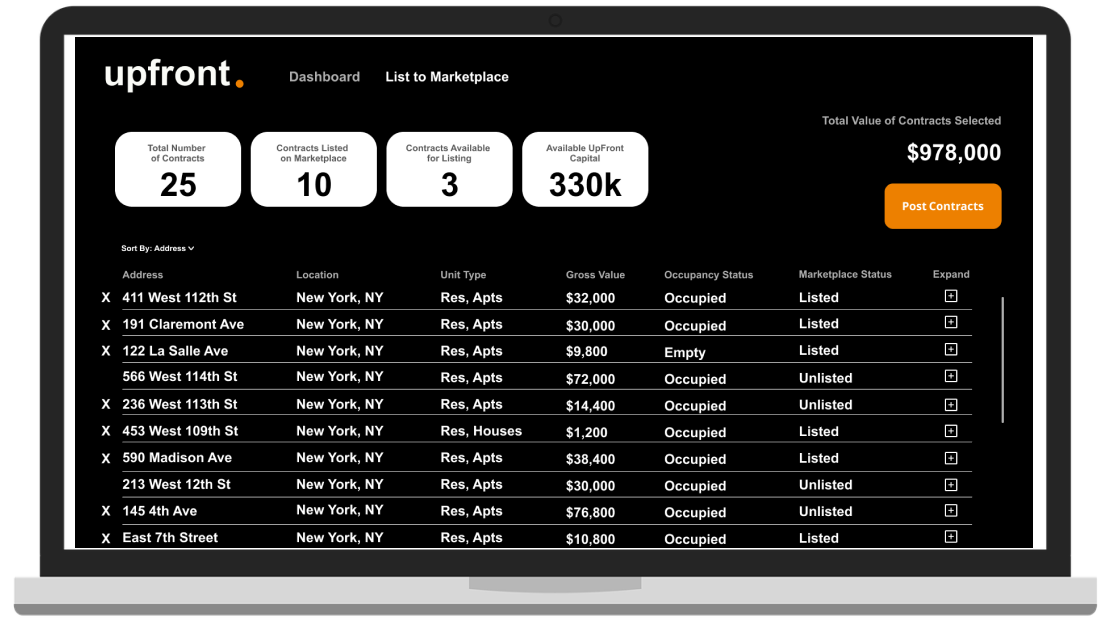 upfront.
Dashboard List to Marketplace
Total Value of Contracts Selected
$978,000
Post Contracts
Total Number
of Contracts
25
Contracts Listed
on Marketplace
10
Contracts Available
for Listing
3
Available UpFront
Capital
330k
Sort By: Address
Address Location Unit Type Gross Value Occupancy Status Marketplace Status Expand
X 411 West 112th St New York, NY Res, Apts $32,000 Occupied Listed
X 191 Claremont Ave New York, NY Res, Apts $30,000 Occupied Listed
X 122 La Salle Ave New York, NY Res, Apts $9,800 Empty Listed
566 West 114th St New York, NY Res, Apts $72,000 Occupied Unlisted
X 236 West 113th St New York, NY Res, Apts $14,400 Occupied Unlisted
X 453 West 109th St New York, NY Res, Houses $1,200 Occupied Listed
X 590 Madison Ave New York, NY Res, Apts $38,400 Occupied Listed
213 West 12th St New York, NY Res, Apts $30,000 Occupied Unlisted
X 145 4th Ave New York, NY Res, Apts $76,800 Occupied Unlisted
X East 7th Street New York, NY Res, Apts $10,800 Occupied Listed